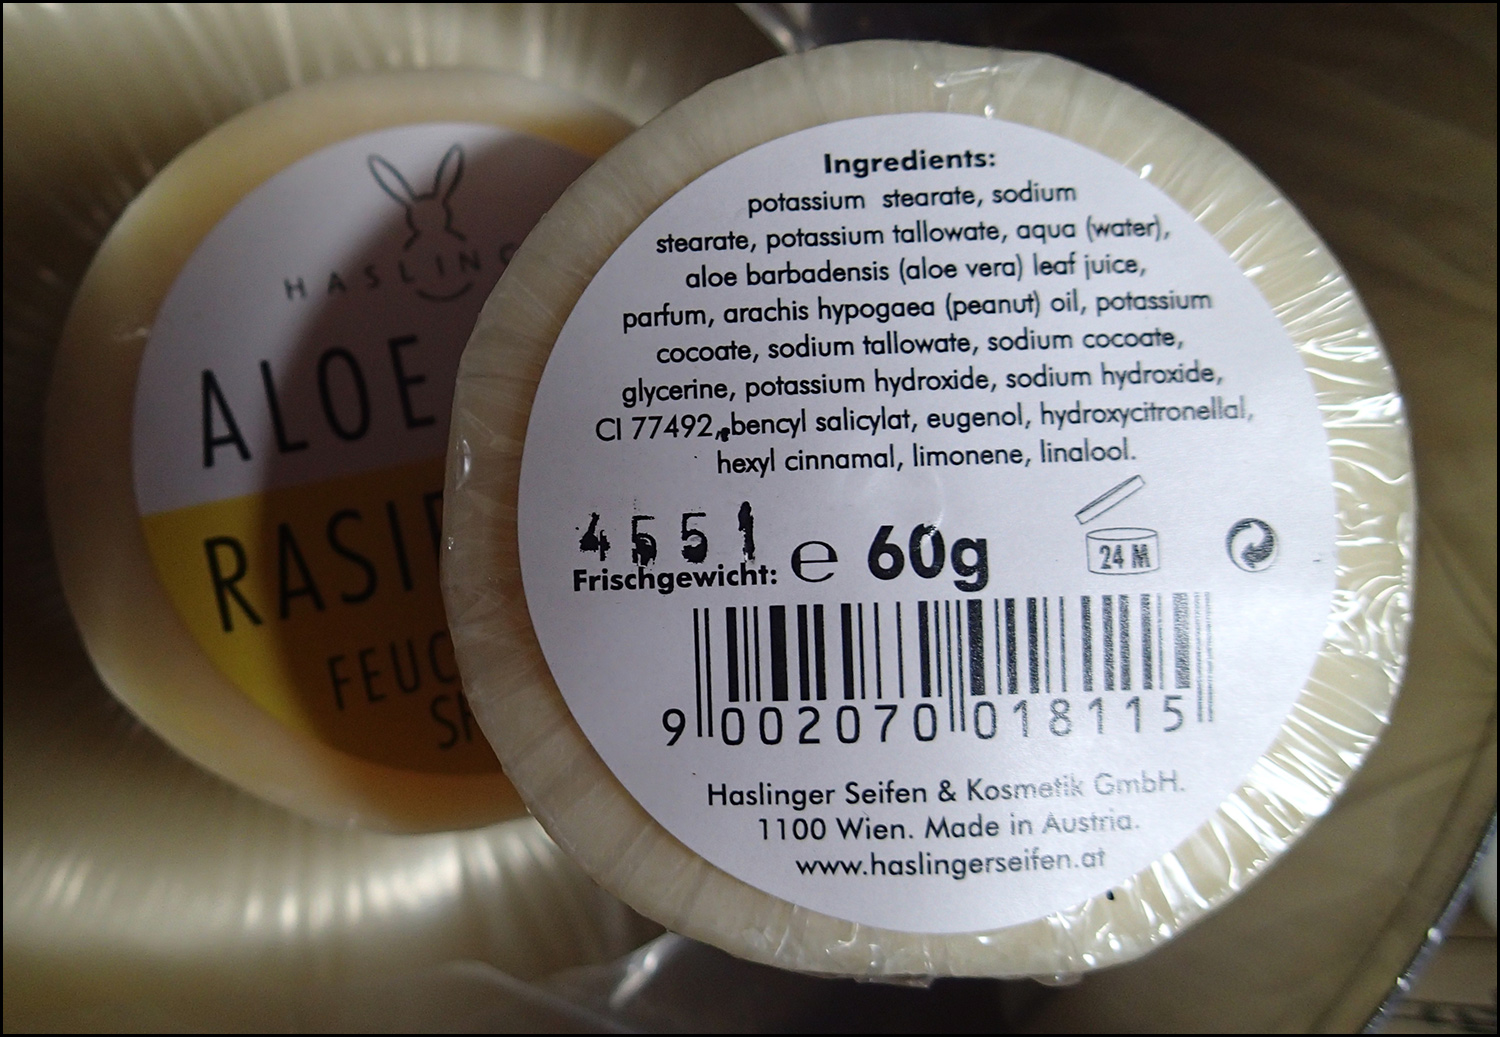 HASLING
ALOE
RASIE
FEUC
SH
Ingredients:
potassium stearate, sodium
stearate, potassium tallowate, aqua (water),
aloe barbadensis (aloe vera) leaf juice,
parfum, arachis hypogaea (peanut) oil, potassium
cocoate, sodium tallowate, sodium cocoate,
glycerine, potassium hydroxide, sodium hydroxide,
CI 77492, bencyl salicylat, eugenol, hydroxycitronellal,
hexyl cinnamal, limonene, linalool.
4551
Frischgewicht: e 60g
24 M
9 002070 018115
Haslinger Seifen & Kosmetik GmbH.
1100 Wien. Made in Austria.
www.haslingerseifen.at